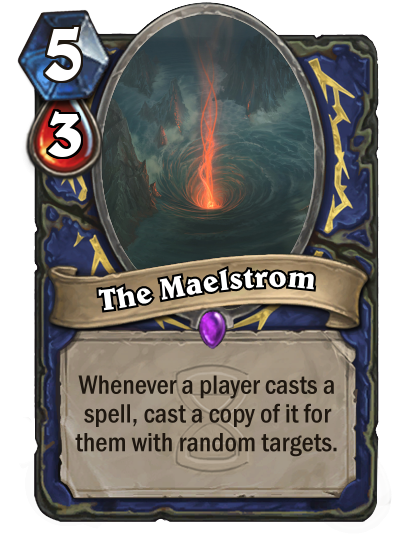 5
3
The Maelstrom
Whenever a player casts a
spell, cast a copy of it for
them with random targets.